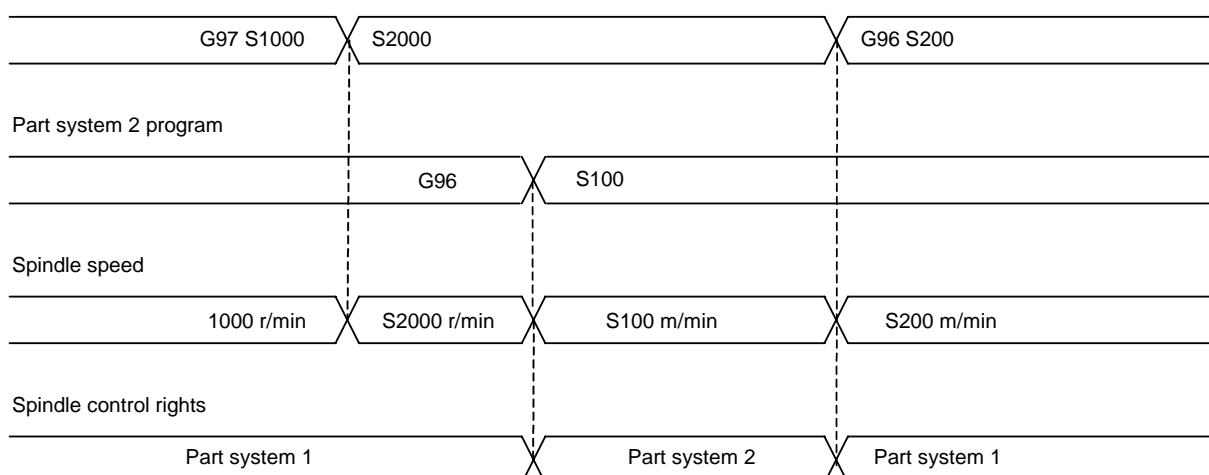 G97 S1000 S2000 G96 S200
Part system 2 program
G96 S100
Spindle speed
1000 r/min S2000 r/min S100 m/min S200 m/min
Spindle control rights
Part system 1 Part system 2 Part system 1